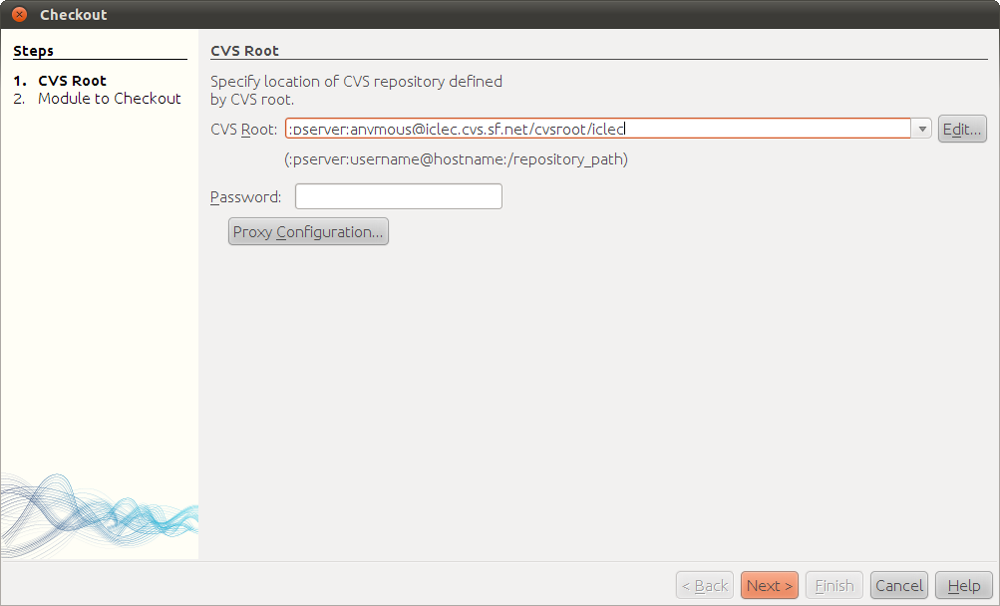 Checkout
Steps
1. CVS Root
2. Module to Checkout
CVS Root
Specify location of CVS repository defined
by CVS root.
CVS Root: :pserver:anymous@iclec.cvs.sf.net/cvsroot/iclec
Edit...
(:pserver:username@hostname:/repository_path)
Password:
Proxy Configuration...
< Back Next > Finish Cancel Help